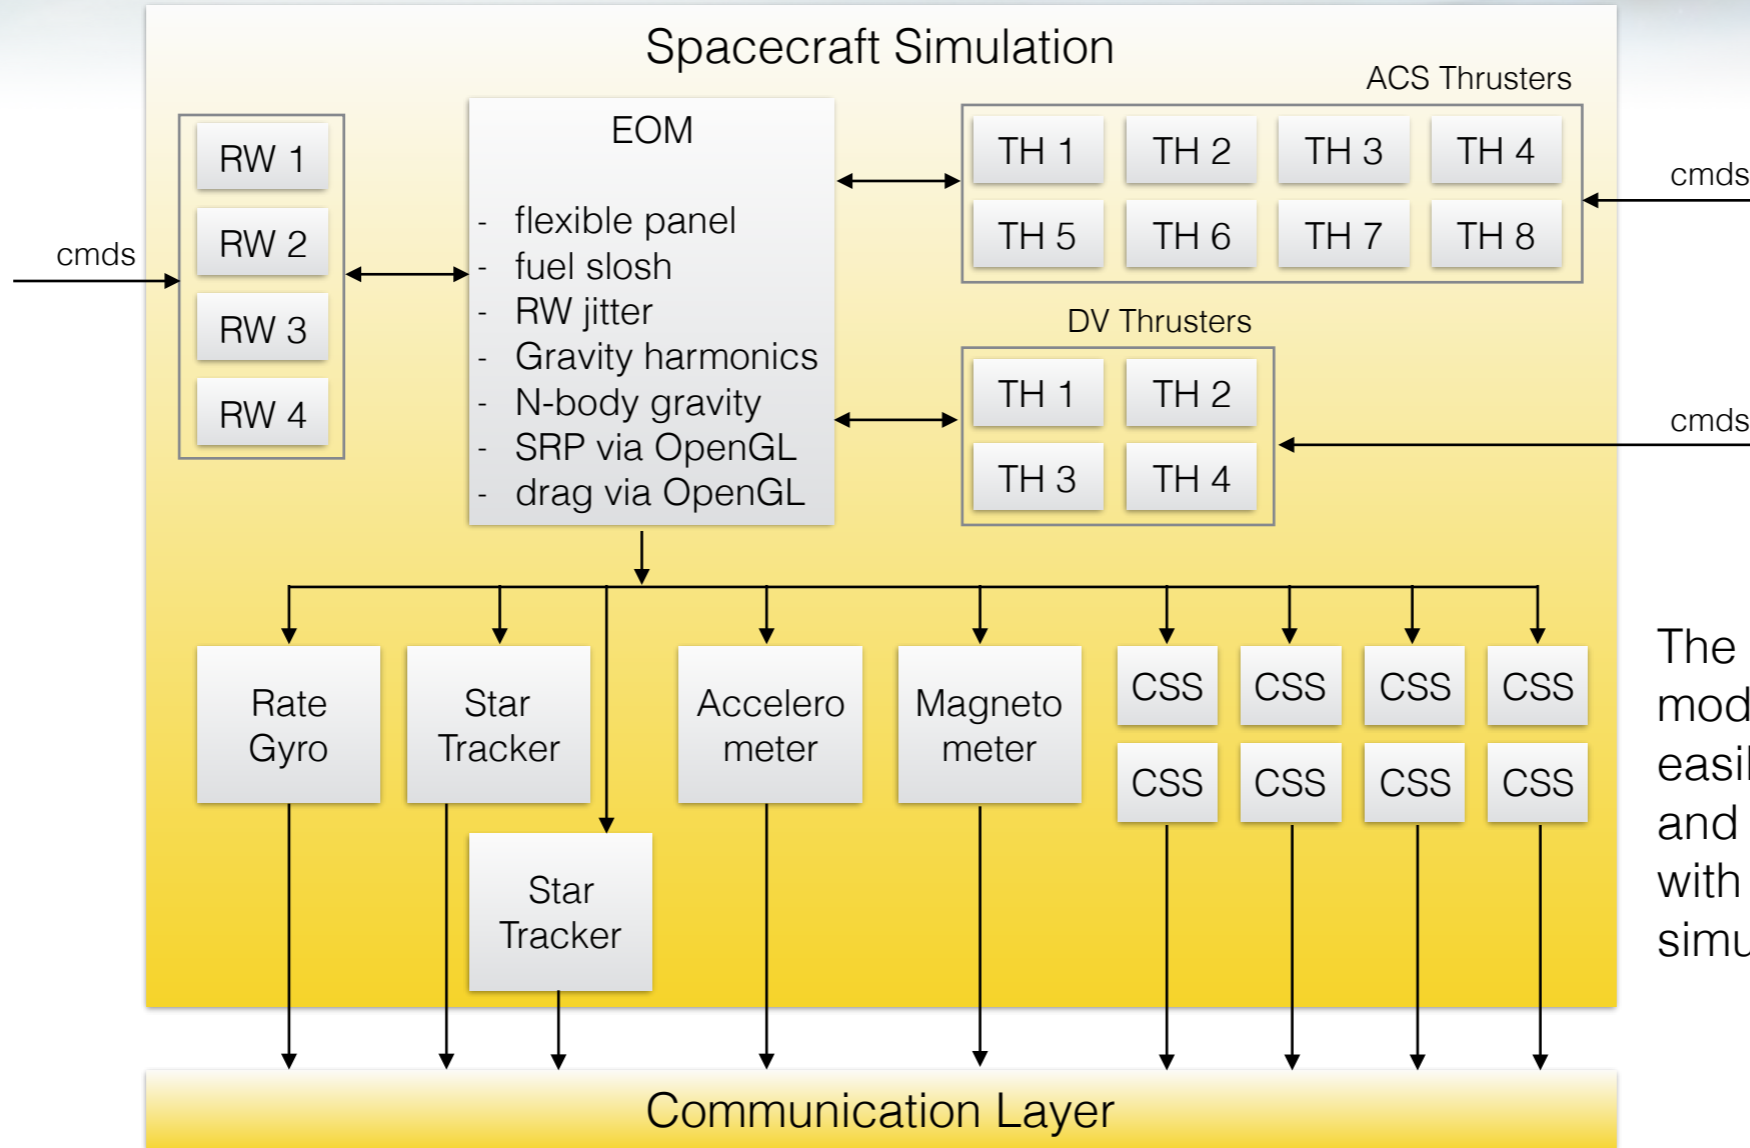 Spacecraft Simulation
ACS Thrusters
RW 1
RW 2
RW 3
RW 4
cmds
EOM
- flexible panel
- fuel slosh
- RW jitter
- Gravity harmonics
- N-body gravity
- SRP via OpenGL
- drag via OpenGL
TH 1 TH 2 TH 3 TH 4
TH 5 TH 6 TH 7 TH 8
cmds
DV Thrusters
TH 1 TH 2
TH 3 TH 4
cmds
Rate
Gyro
Star
Tracker
Star
Tracker
Accelero
meter
Magneto
meter
CSS CSS CSS CSS
CSS CSS CSS CSS
The
and
with
Communication Layer